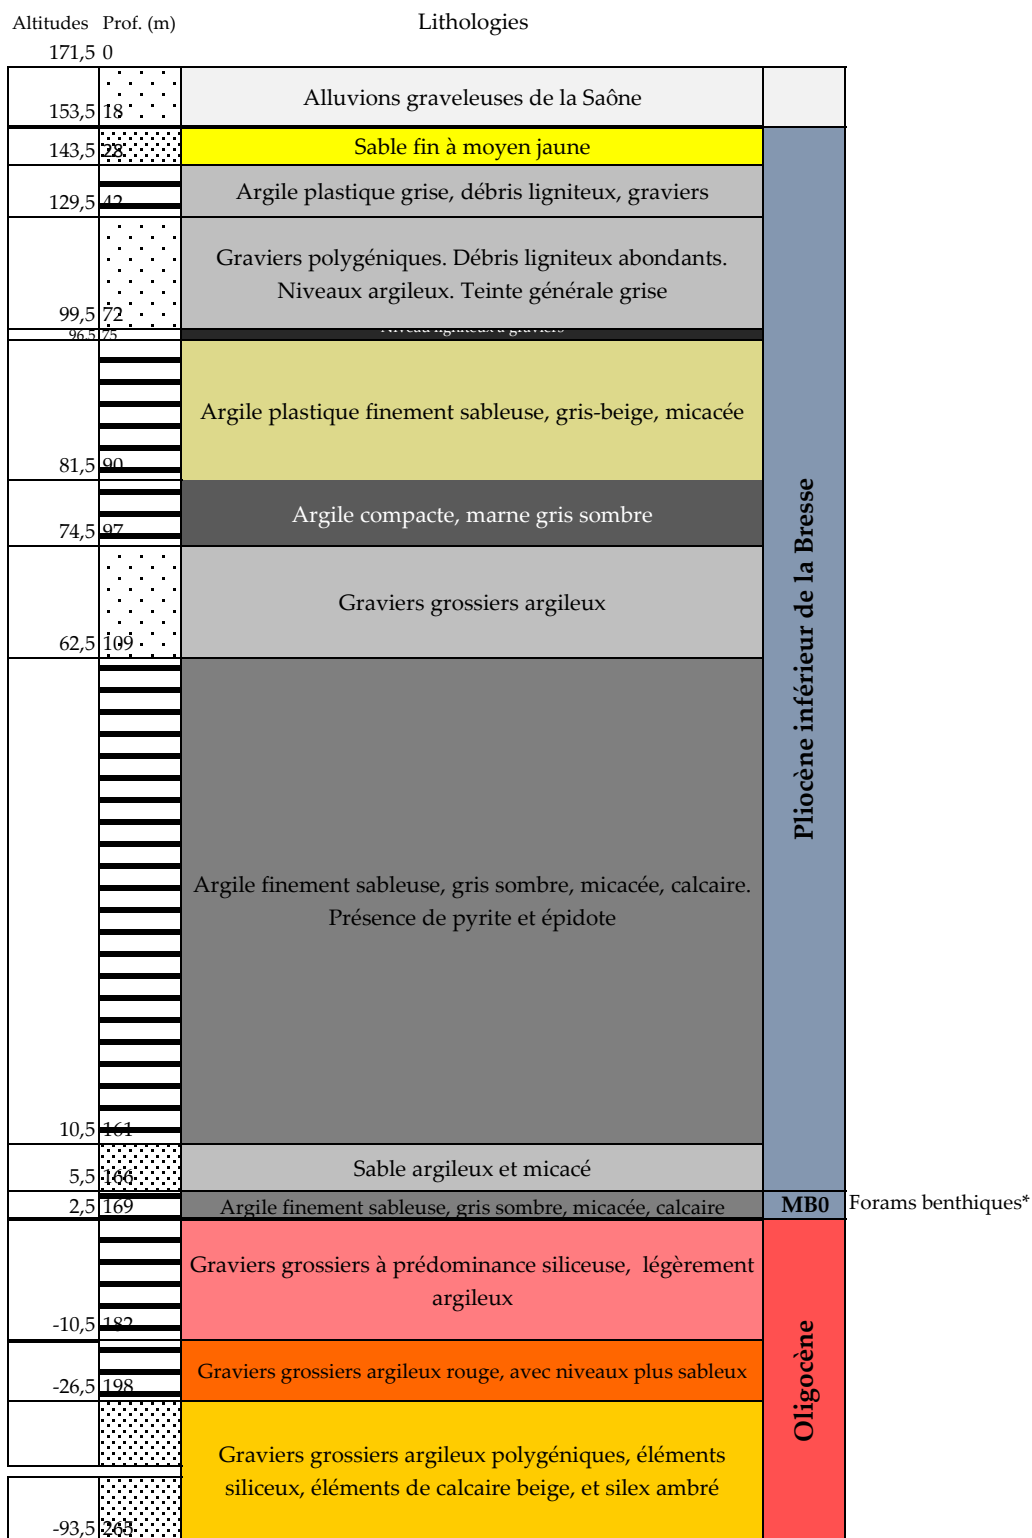 Altitudes Prof. (m) Lithologies
171,5 0
Alluvions graveleuses de la Saône
153,5 18
Sable fin à moyen jaune
143,5 28
Argile plastique grise, débris ligniteux, graviers
129,5 42
Graviers polygéniques. Débris ligniteux abondants.
Niveaux argileux. Teinte générale grise
99,5 72
Niveau ligniteux à graviers
96,5 75
Argile plastique finement sableuse, gris-beige, micacée
81,5 90
Argile compacte, marne gris sombre
74,5 97
Graviers grossiers argileux
62,5 109
Pliocène inférieur de la Bresse
Argile finement sableuse, gris sombre, micacée, calcaire.
Présence de pyrite et épidote
10,5 161
Sable argileux et micacé
5,5 166
2,5 169 Argile finement sableuse, gris sombre, micacée, calcaire MB0 Forams benthiques*
Graviers grossiers à prédominance siliceuse, légèrement
argileux
-10,5 182
Graviers grossiers argileux rouge, avec niveaux plus sableux
-26,5 198
Oligocène
Graviers grossiers argileux polygéniques, éléments
siliceux, éléments de calcaire beige, et silex ambré
-93,5 265